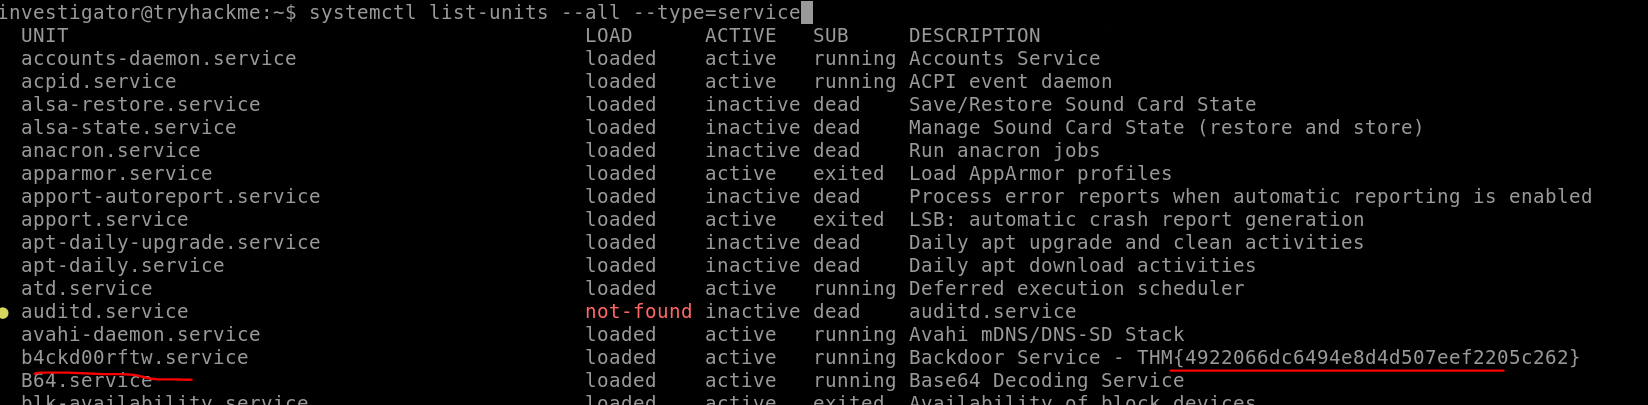 investigator@tryhackme:~$ systemctl list-units --all --type=service
UNIT LOAD ACTIVE SUB DESCRIPTION
accounts-daemon.service loaded active running Accounts Service
acpid.service loaded active running ACPI event daemon
alsa-restore.service loaded inactive dead Save/Restore Sound Card State
alsa-state.service loaded inactive dead Manage Sound Card State (restore and store)
anacron.service loaded inactive dead Run anacron jobs
apparmor.service loaded active exited Load AppArmor profiles
apport-autoreport.service loaded inactive dead Process error reports when automatic reporting is enabled
apport.service loaded active exited LSB: automatic crash report generation
apt-daily-upgrade.service loaded inactive dead Daily apt upgrade and clean activities
apt-daily.service loaded inactive dead Daily apt download activities
atd.service loaded active running Deferred execution scheduler
● auditd.service not-found inactive dead auditd.service
avahi-daemon.service loaded active running Avahi mDNS/DNS-SD Stack
b4ckd00rftw.service loaded active running Backdoor Service - THM{4922066dc6494e8d4d507eef2205c262}
B64.service loaded active running Base64 Decoding Service
blk-availability.service loaded active exited Availability of block devices